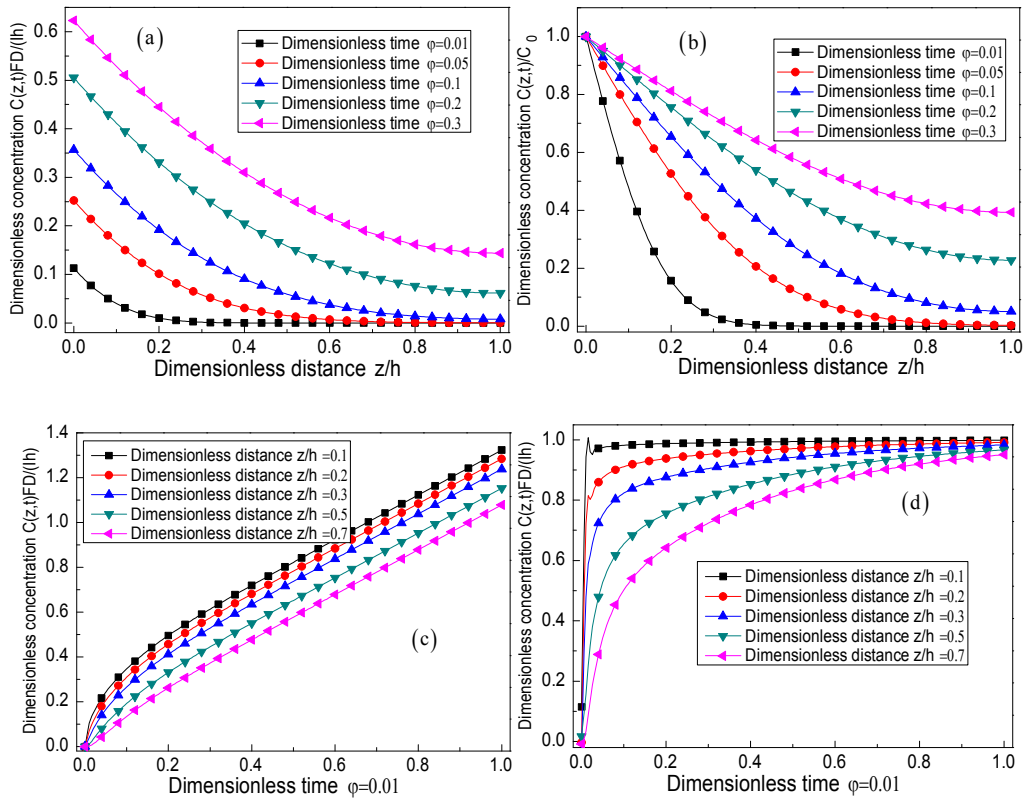 (a)
Dimensionless time φ=0.01
Dimensionless time φ=0.05
Dimensionless time φ=0.1
Dimensionless time φ=0.2
Dimensionless time φ=0.3
Dimensionless concentration C(z,t)FD/(Ih)
0.6
0.5
0.4
0.3
0.2
0.1
0.0
0.0 0.2 0.4 0.6 0.8 1.0
Dimensionless distance z/h
(b)
Dimensionless time φ=0.01
Dimensionless time φ=0.05
Dimensionless time φ=0.1
Dimensionless time φ=0.2
Dimensionless time φ=0.3
Dimensionless concentration C(z,t)/C0
1.0
0.8
0.6
0.4
0.2
0.0
0.0 0.2 0.4 0.6 0.8 1.0
Dimensionless distance z/h
Dimensionless distance z/h =0.1
Dimensionless distance z/h =0.2
Dimensionless distance z/h =0.3
Dimensionless distance z/h =0.5
Dimensionless distance z/h =0.7
(c)
Dimensionless concentration C(z,t)FD/(Ih)
1.4
1.2
1.0
0.8
0.6
0.4
0.2
0.0
0.0 0.2 0.4 0.6 0.8 1.0
Dimensionless time φ=0.01
(d)
Dimensionless distance z/h =0.1
Dimensionless distance z/h =0.2
Dimensionless distance z/h =0.3
Dimensionless distance z/h =0.5
Dimensionless distance z/h =0.7
Dimensionless concentration C(z,t)FD/(Ih)
1.0
0.8
0.6
0.4
0.2
0.0
0.0 0.2 0.4 0.6 0.8 1.0
Dimensionless time φ=0.01